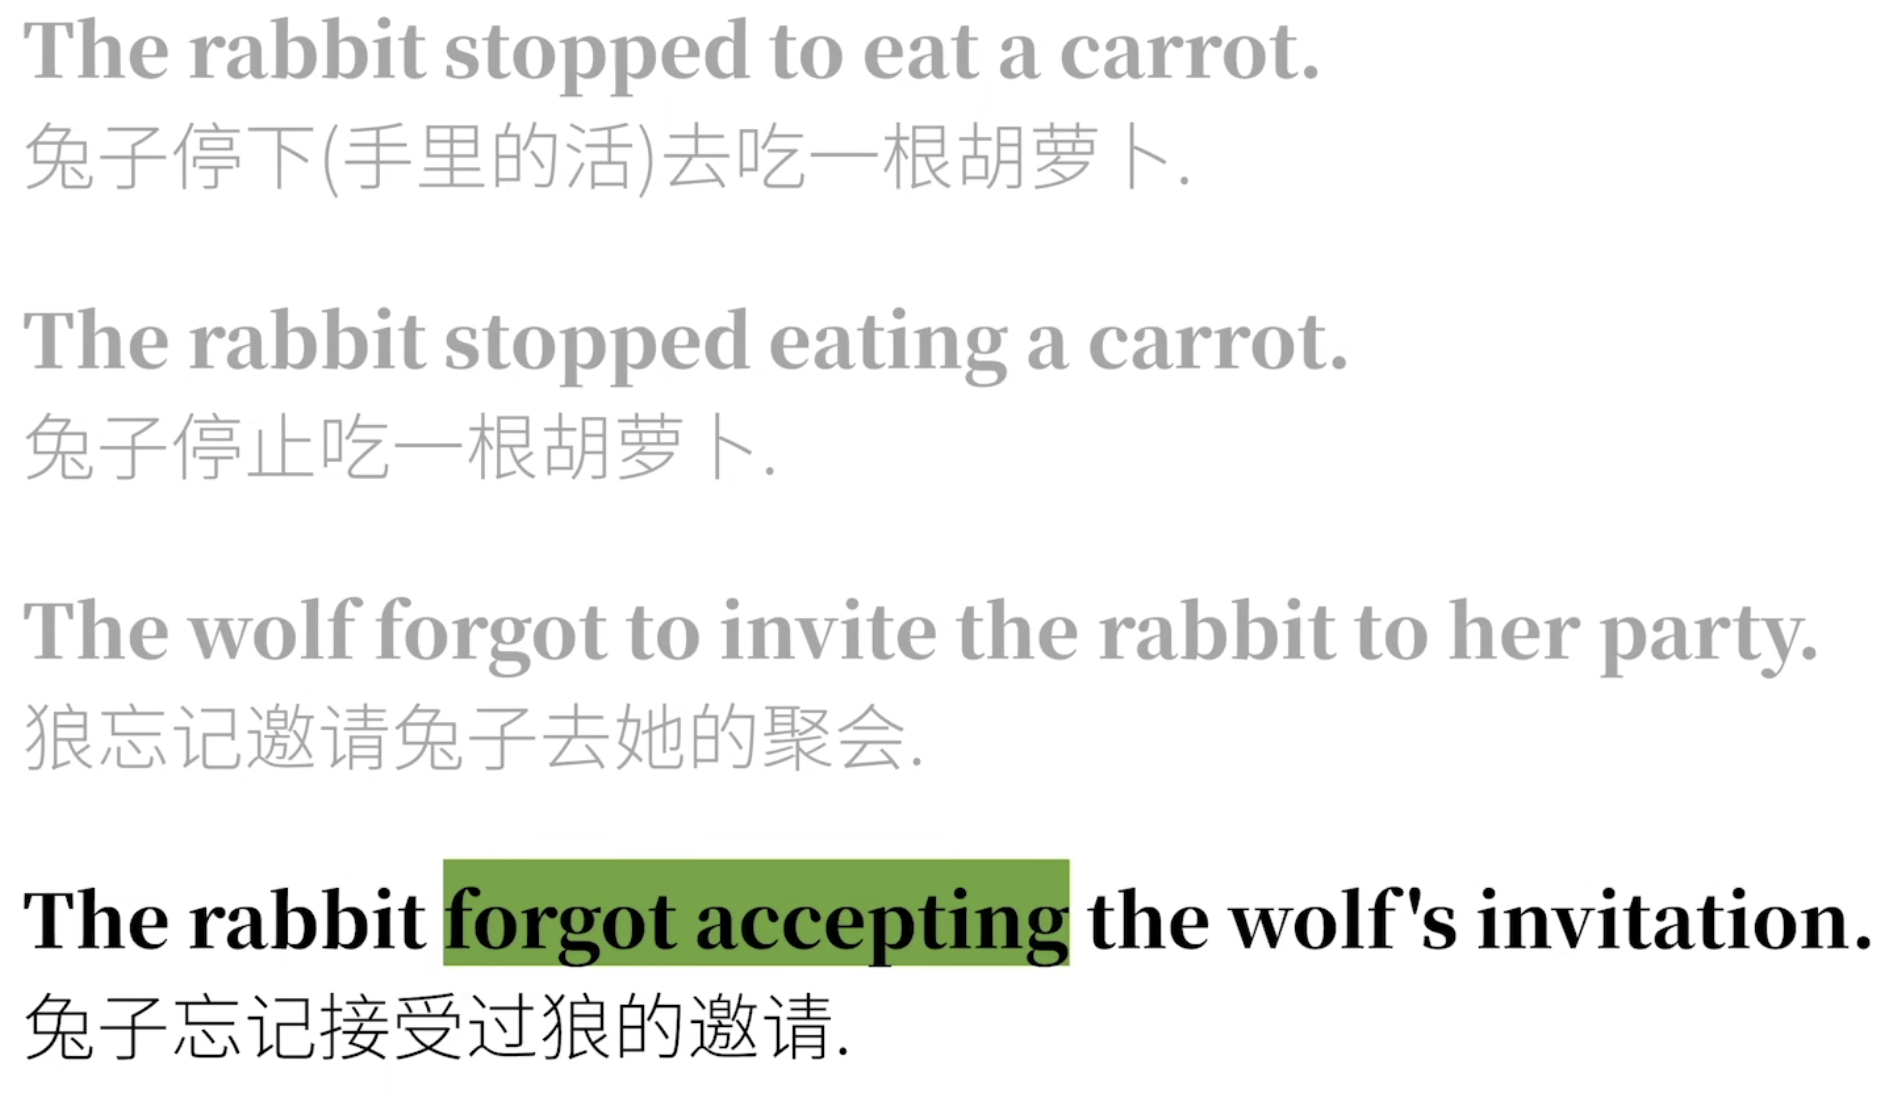 The rabbit stopped to eat a carrot.
兔子停下(手里的活)去吃一根胡萝卜.
The rabbit stopped eating a carrot.
兔子停止吃一根胡萝卜.
The wolf forgot to invite the rabbit to her party.
狼忘记邀请兔子去她的聚会.
The rabbit forgot accepting the wolf's invitation.
兔子忘记接受过狼的邀请.